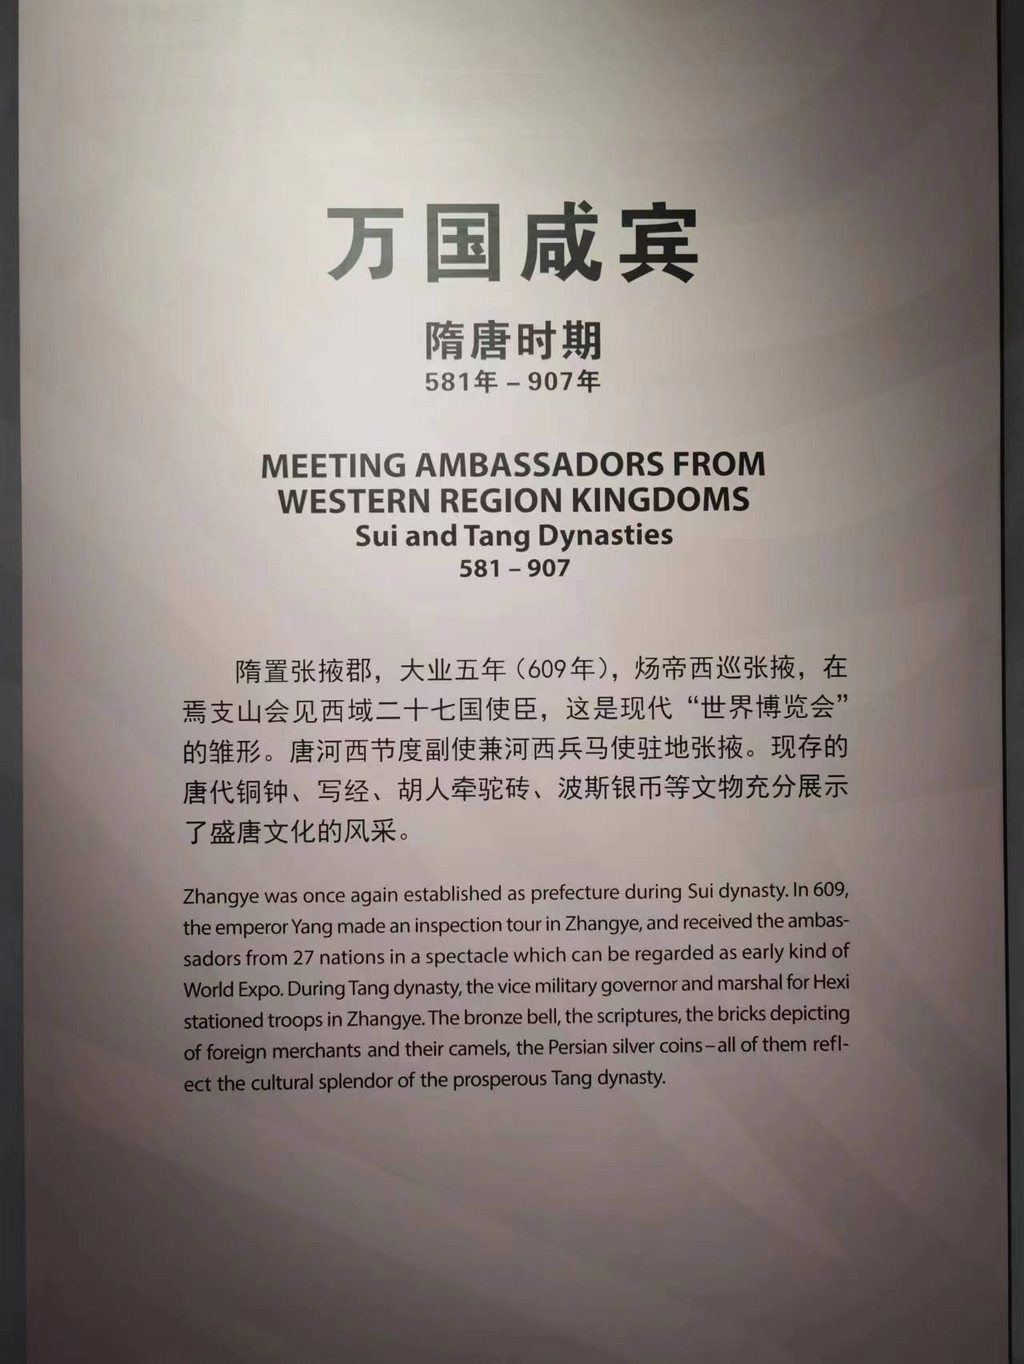 万国咸宾
隋唐时期
581年－907年
MEETING AMBASSADORS FROM
WESTERN REGION KINGDOMS
Sui and Tang Dynasties
581 – 907
隋置张掖郡，大业五年（609年），炀帝西巡张掖，在
焉支山会见西域二十七国使臣，这是现代“世界博览会”
的雏形。唐河西节度副使兼河西兵马使驻地张掖。现存的
唐代铜钟、写经、胡人牵驼砖、波斯银币等文物充分展示
了盛唐文化的风采。
Zhangye was once again established as prefecture during Sui dynasty. In 609,
the emperor Yang made an inspection tour in Zhangye, and received the ambas-
sadors from 27 nations in a spectacle which can be regarded as early kind of
World Expo. During Tang dynasty, the vice military governor and marshal for Hexi
stationed troops in Zhangye. The bronze bell, the scriptures, the bricks depicting
of foreign merchants and their camels, the Persian silver coins – all of them refl-
ect the cultural splendor of the prosperous Tang dynasty.